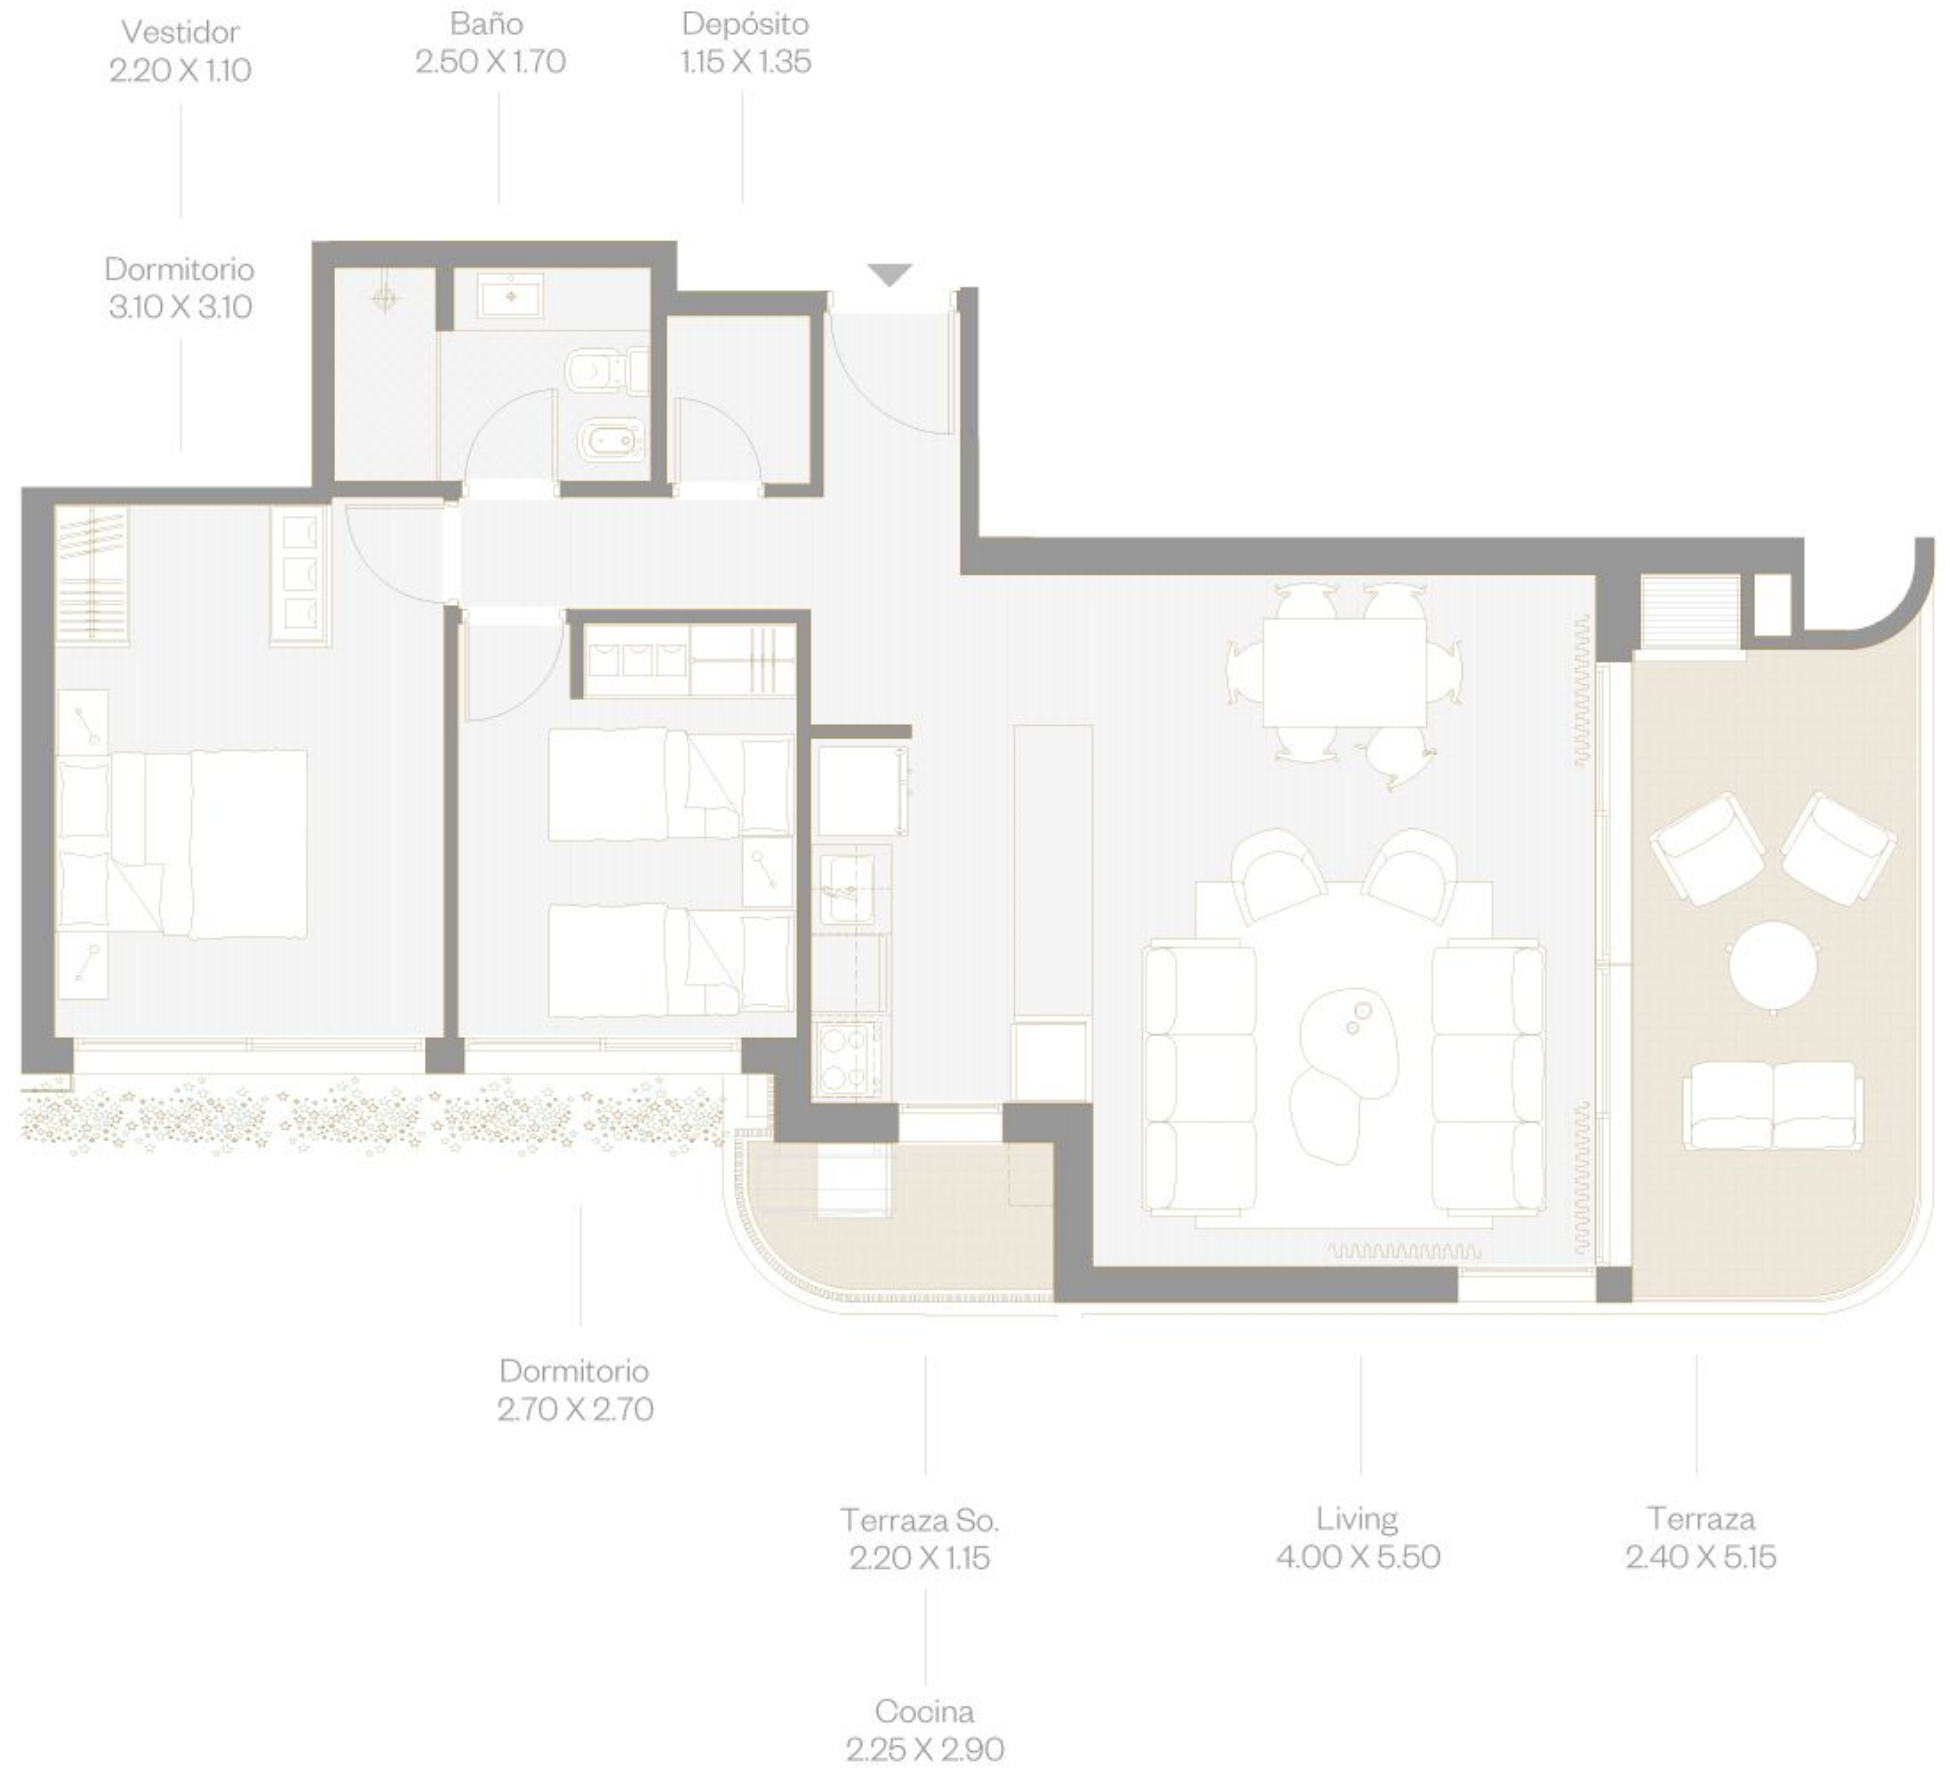 Vestidor
2.20 X 1.10
Baño
2.50 X 1.70
Depósito
1.15 X 1.35
Dormitorio
3.10 X 3.10
Dormitorio
2.70 X 2.70
Terraza So.
2.20 X 1.15
Living
4.00 X 5.50
Terraza
2.40 X 5.15
Cocina
2.25 X 2.90